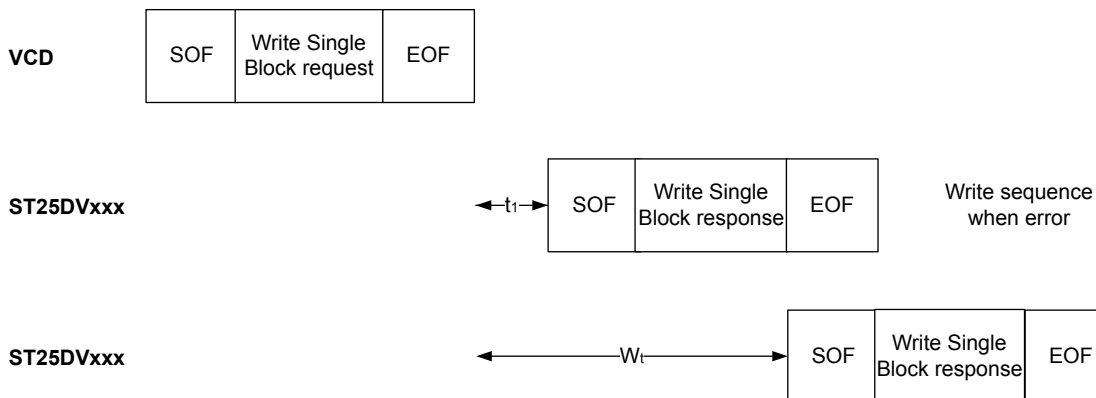 VCD
SOF
Write Single
Block request
EOF
ST25DVxxx
t1
SOF
Write Single
Block response
EOF
Write sequence
when error
ST25DVxxx
Wt
SOF
Write Single
Block response
EOF